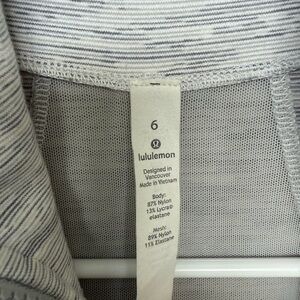 6
lululemon
Designed in
Vancouver
Made in Vietnam
Body:
87% Nylon
13% Lycra®
elastane
Mesh:
89% Nylon
11% Elastane